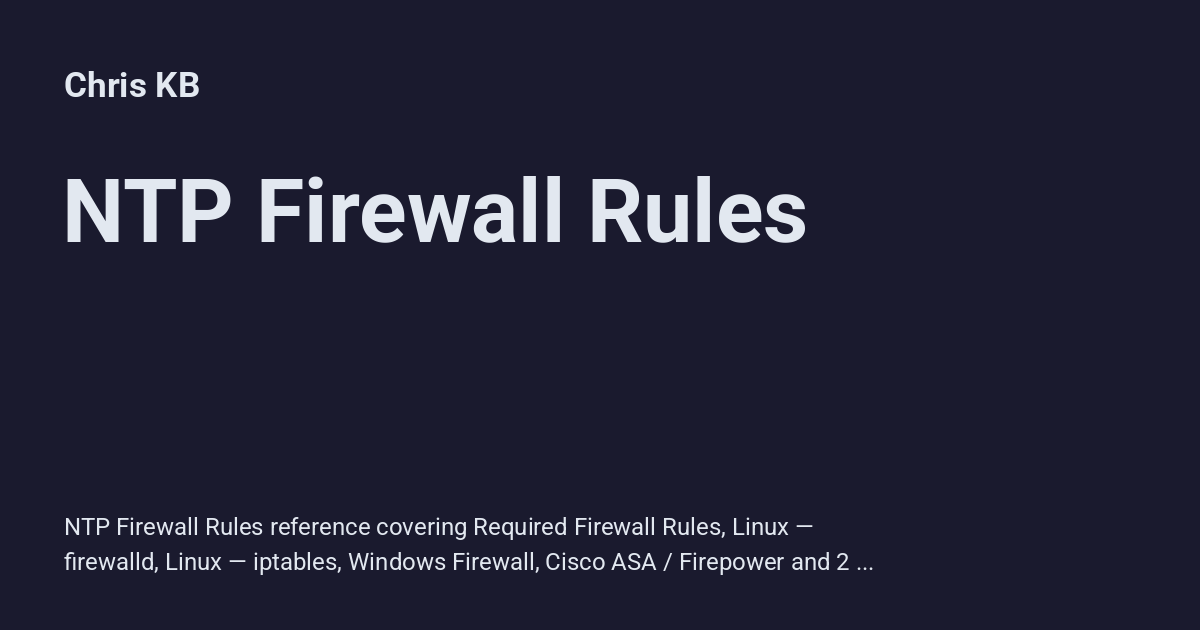 Chris KB
NTP Firewall Rules
NTP Firewall Rules reference covering Required Firewall Rules, Linux —
firewalld, Linux — iptables, Windows Firewall, Cisco ASA / Firepower and 2 ...